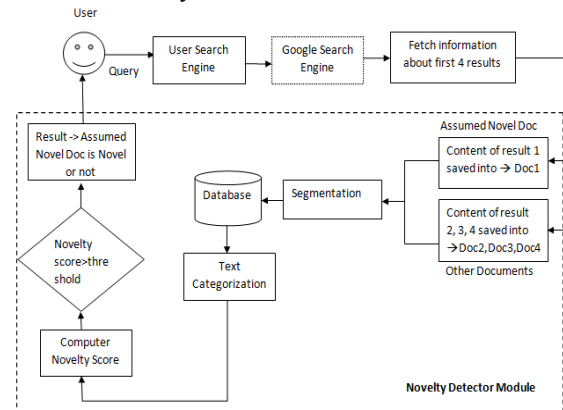 User
Query
User Search
Engine
Google Search
Engine
Fetch information
about first 4 results
Assumed Novel Doc
Content of result 1
saved into → Doc1
Content of result
2, 3, 4 saved into
→Doc2,Doc3,Doc4
Other Documents
Segmentation
Database
Text
Categorization
Computer
Novelty Score
Novelty
score>thre
shold
Result -> Assumed
Novel Doc is Novel
or not
Novelty Detector Module